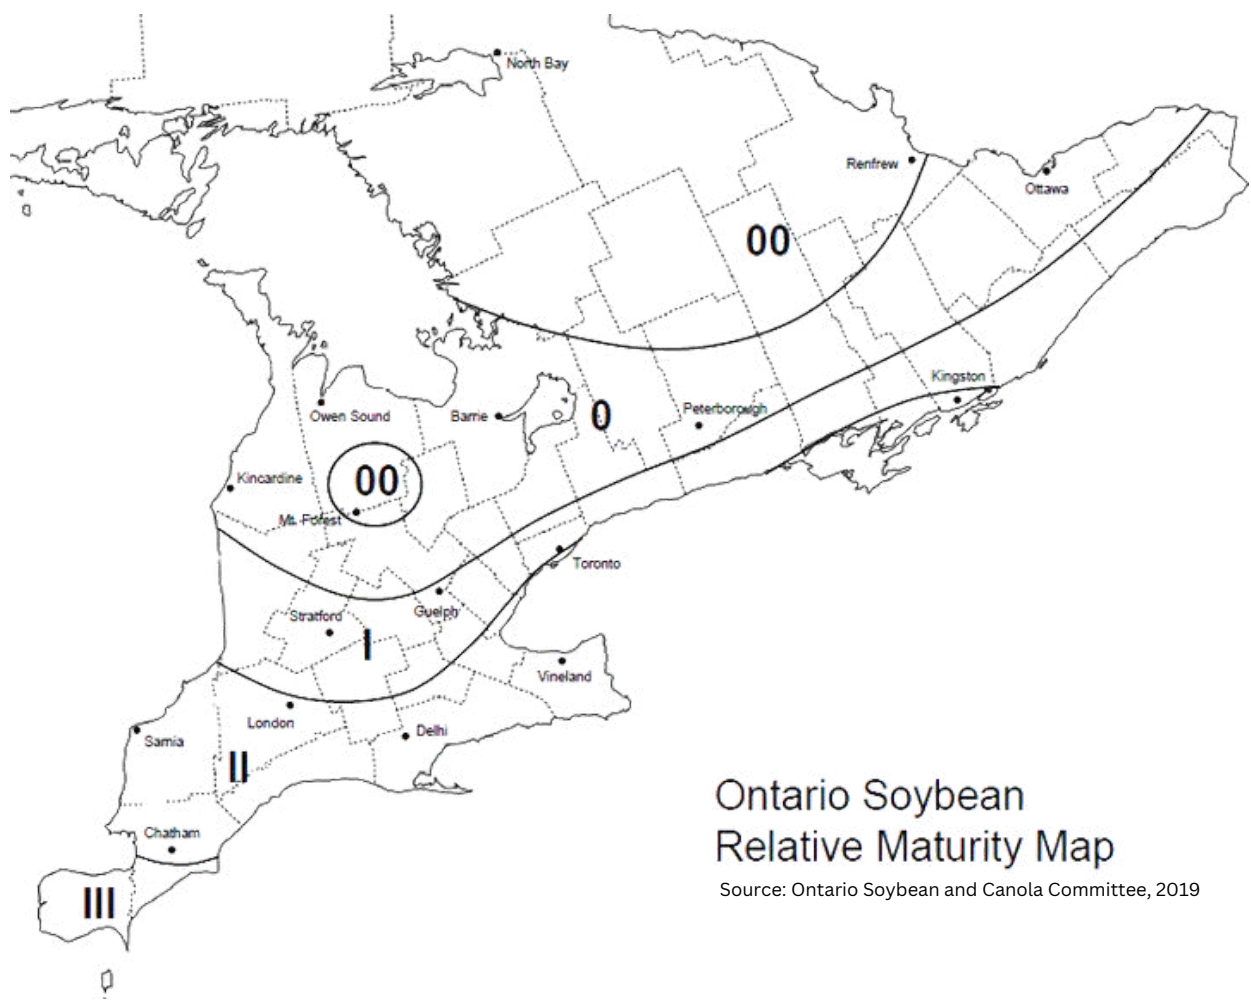 North Bay
Renfrew
Ottawa
00
Kingston
Owen Sound
Barrie
0
Peterborough
Kincardine
00
Mt. Forest
Toronto
Stratford
Guelph
I
Vineland
London
Delhi
Sarnia
II
Chatham
III
Ontario Soybean
Relative Maturity Map
Source: Ontario Soybean and Canola Committee, 2019